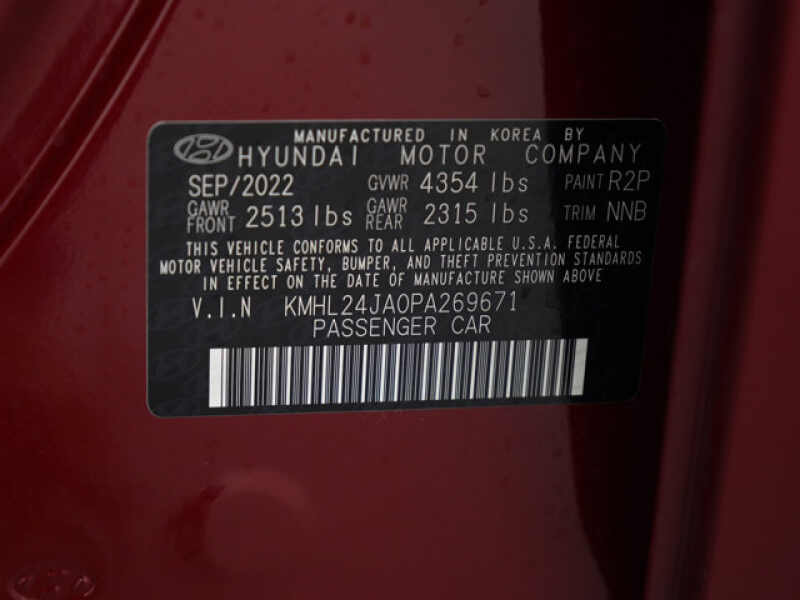 MANUFACTURED IN KOREA BY
HYUNDAI MOTOR COMPANY
SEP/2022 GVWR 4354 lbs PAINT R2P
GAWR FRONT 2513 lbs GAWR REAR 2315 lbs TRIM NNB
THIS VEHICLE CONFORMS TO ALL APPLICABLE U.S.A. FEDERAL
MOTOR VEHICLE SAFETY, BUMPER, AND THEFT PREVENTION STANDARDS
IN EFFECT ON THE DATE OF MANUFACTURE SHOWN ABOVE
V.I.N KMHL24JA0PA269671
PASSENGER CAR